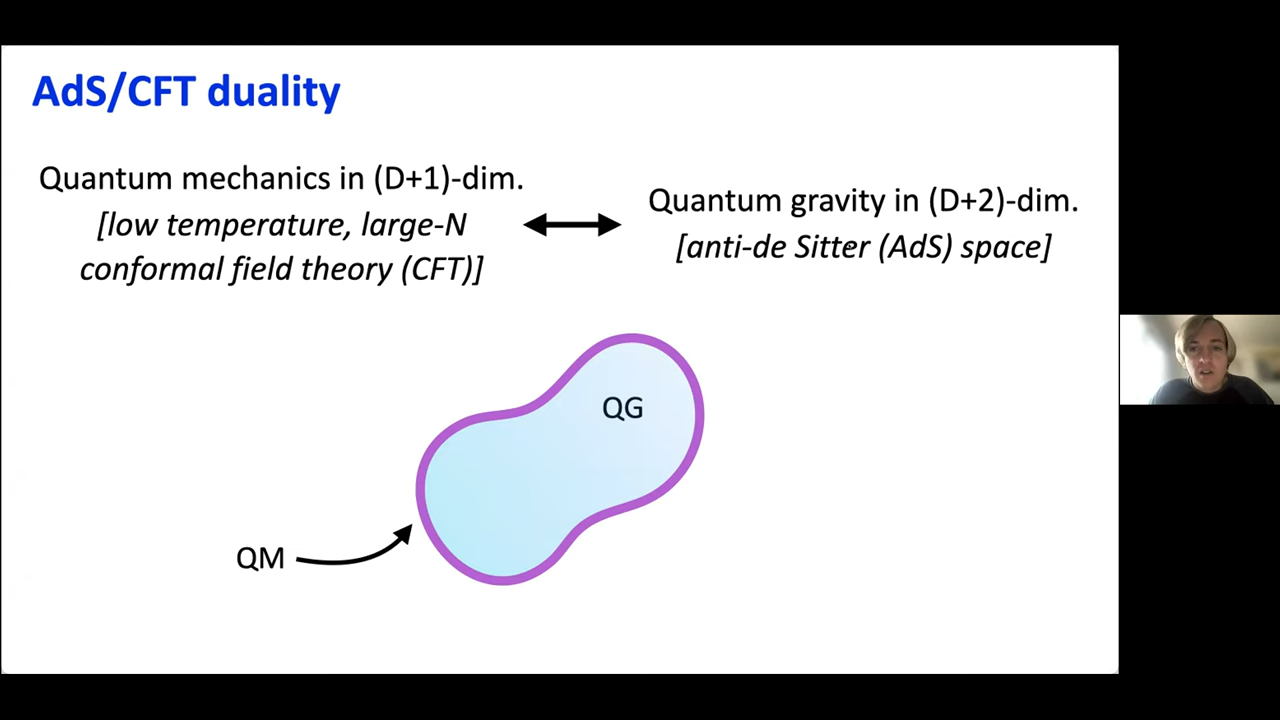 AdS/CFT duality
Quantum mechanics in (D+1)-dim.
[low temperature, large-N
conformal field theory (CFT)]
Quantum gravity in (D+2)-dim.
[anti-de Sitter (AdS) space]
QG
QM